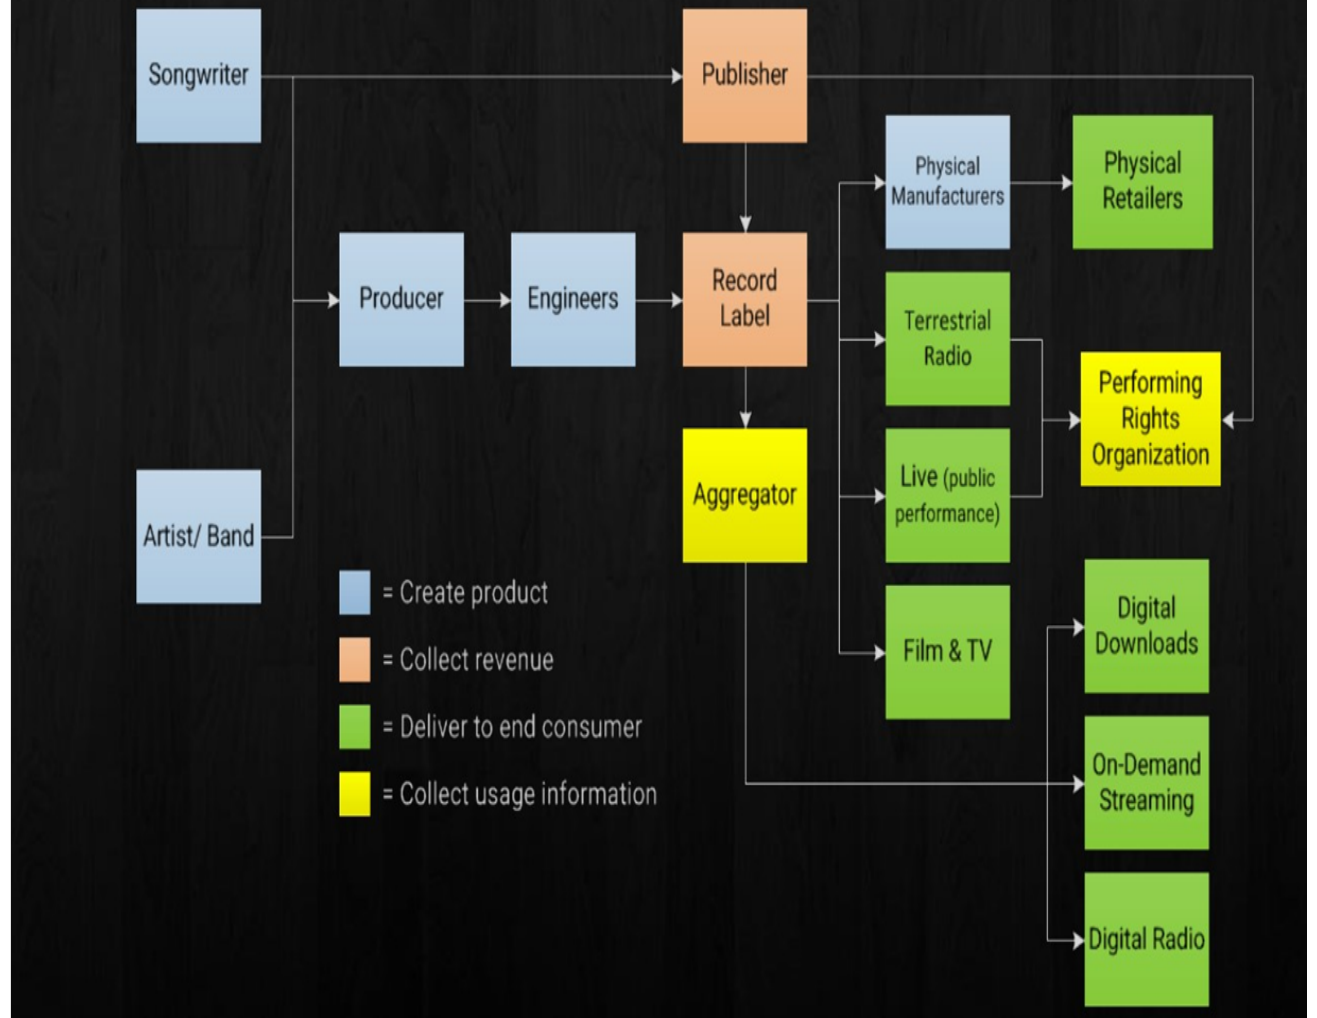 Songwriter
Publisher
Physical
Manufacturers
Physical
Retailers
Producer
Engineers
Record
Label
Terrestrial
Radio
Performing
Rights
Organization
Artist/ Band
Aggregator
Live (public
performance)
Film & TV
= Create product
= Collect revenue
= Deliver to end consumer
= Collect usage information
Digital
Downloads
On-Demand
Streaming
Digital Radio